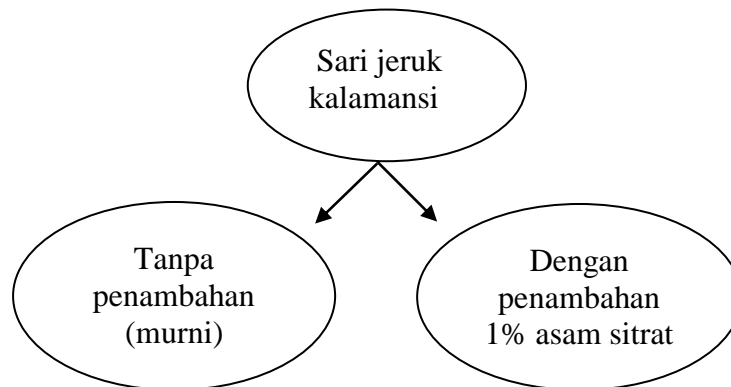 Sari jeruk
kalamansi
Tanpa
penambahan
(murni)
Dengan
penambahan
1% asam sitrat